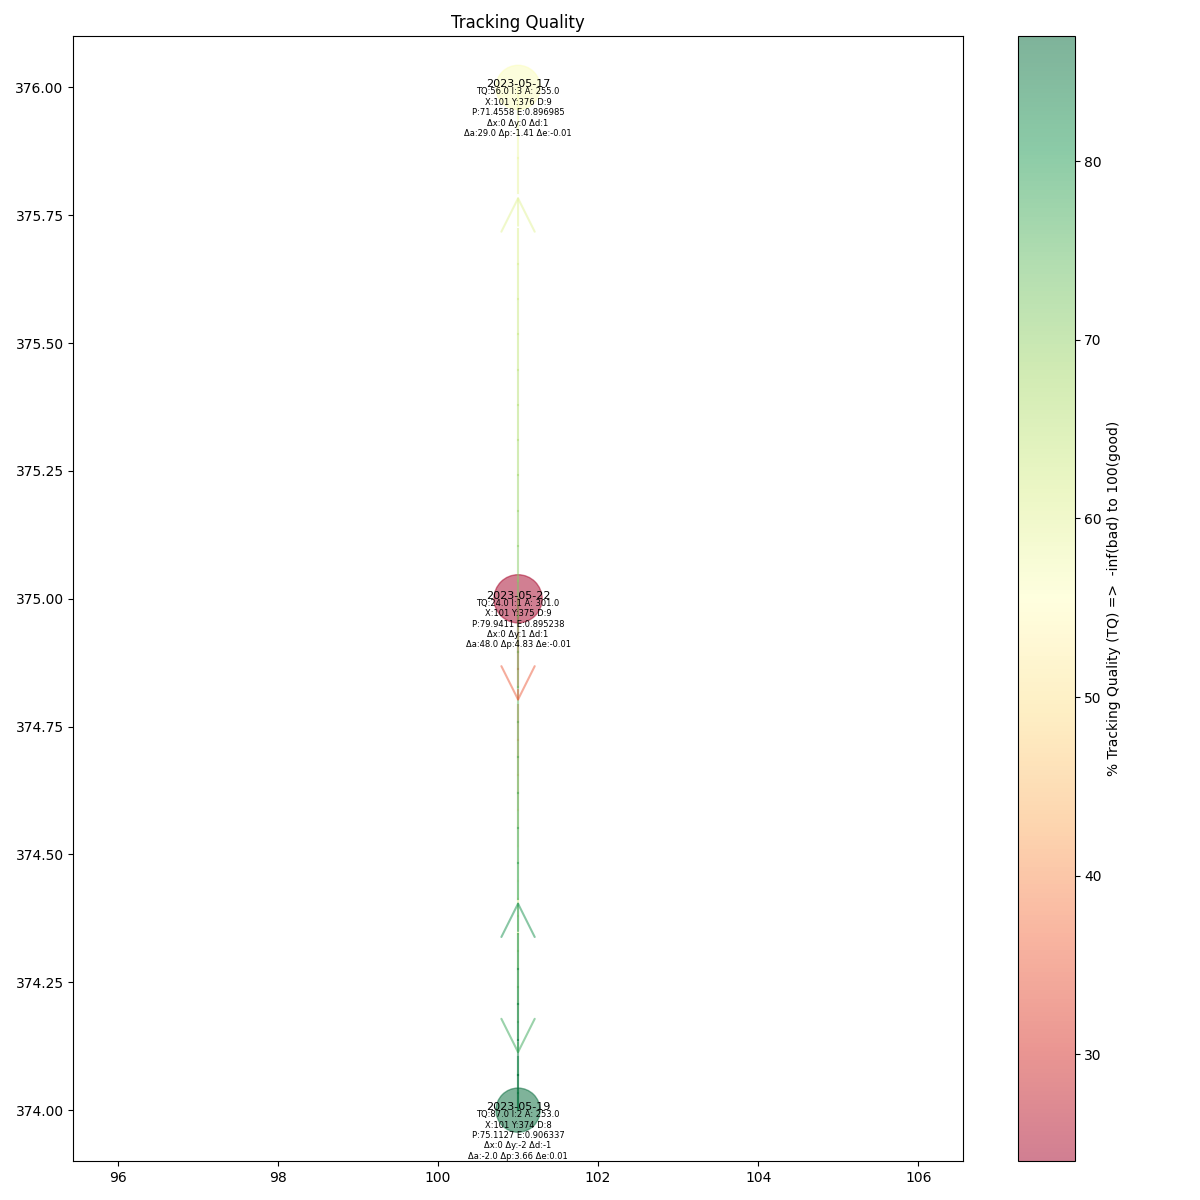 Tracking Quality
376.00
375.75
375.50
375.25
375.00
374.75
374.50
374.25
374.00
2023-05-17
TQ:56.0 I:3 A: 255.0
X:101 Y:376 D:9
P:71.4558 E:0.896985
Δx:0 Δy:0 Δd:1
Δa:29.0 Δp:-1.41 Δe:-0.01
2023-05-22
TQ:24.0 I:1 A: 301.0
X:101 Y:375 D:9
P:79.9411 E:0.895238
Δx:0 Δy:1 Δd:1
Δa:48.0 Δp:4.83 Δe:-0.01
2023-05-19
TQ:87.0 I:2 A: 253.0
X:101 Y:374 D:8
P:75.1127 E:0.906337
Δx:0 Δy:-2 Δd:-1
Δa:-2.0 Δp:3.66 Δe:0.01
96
98
100
102
104
106
80
70
60
50
40
30
% Tracking Quality (TQ) => -inf(bad) to 100(good)